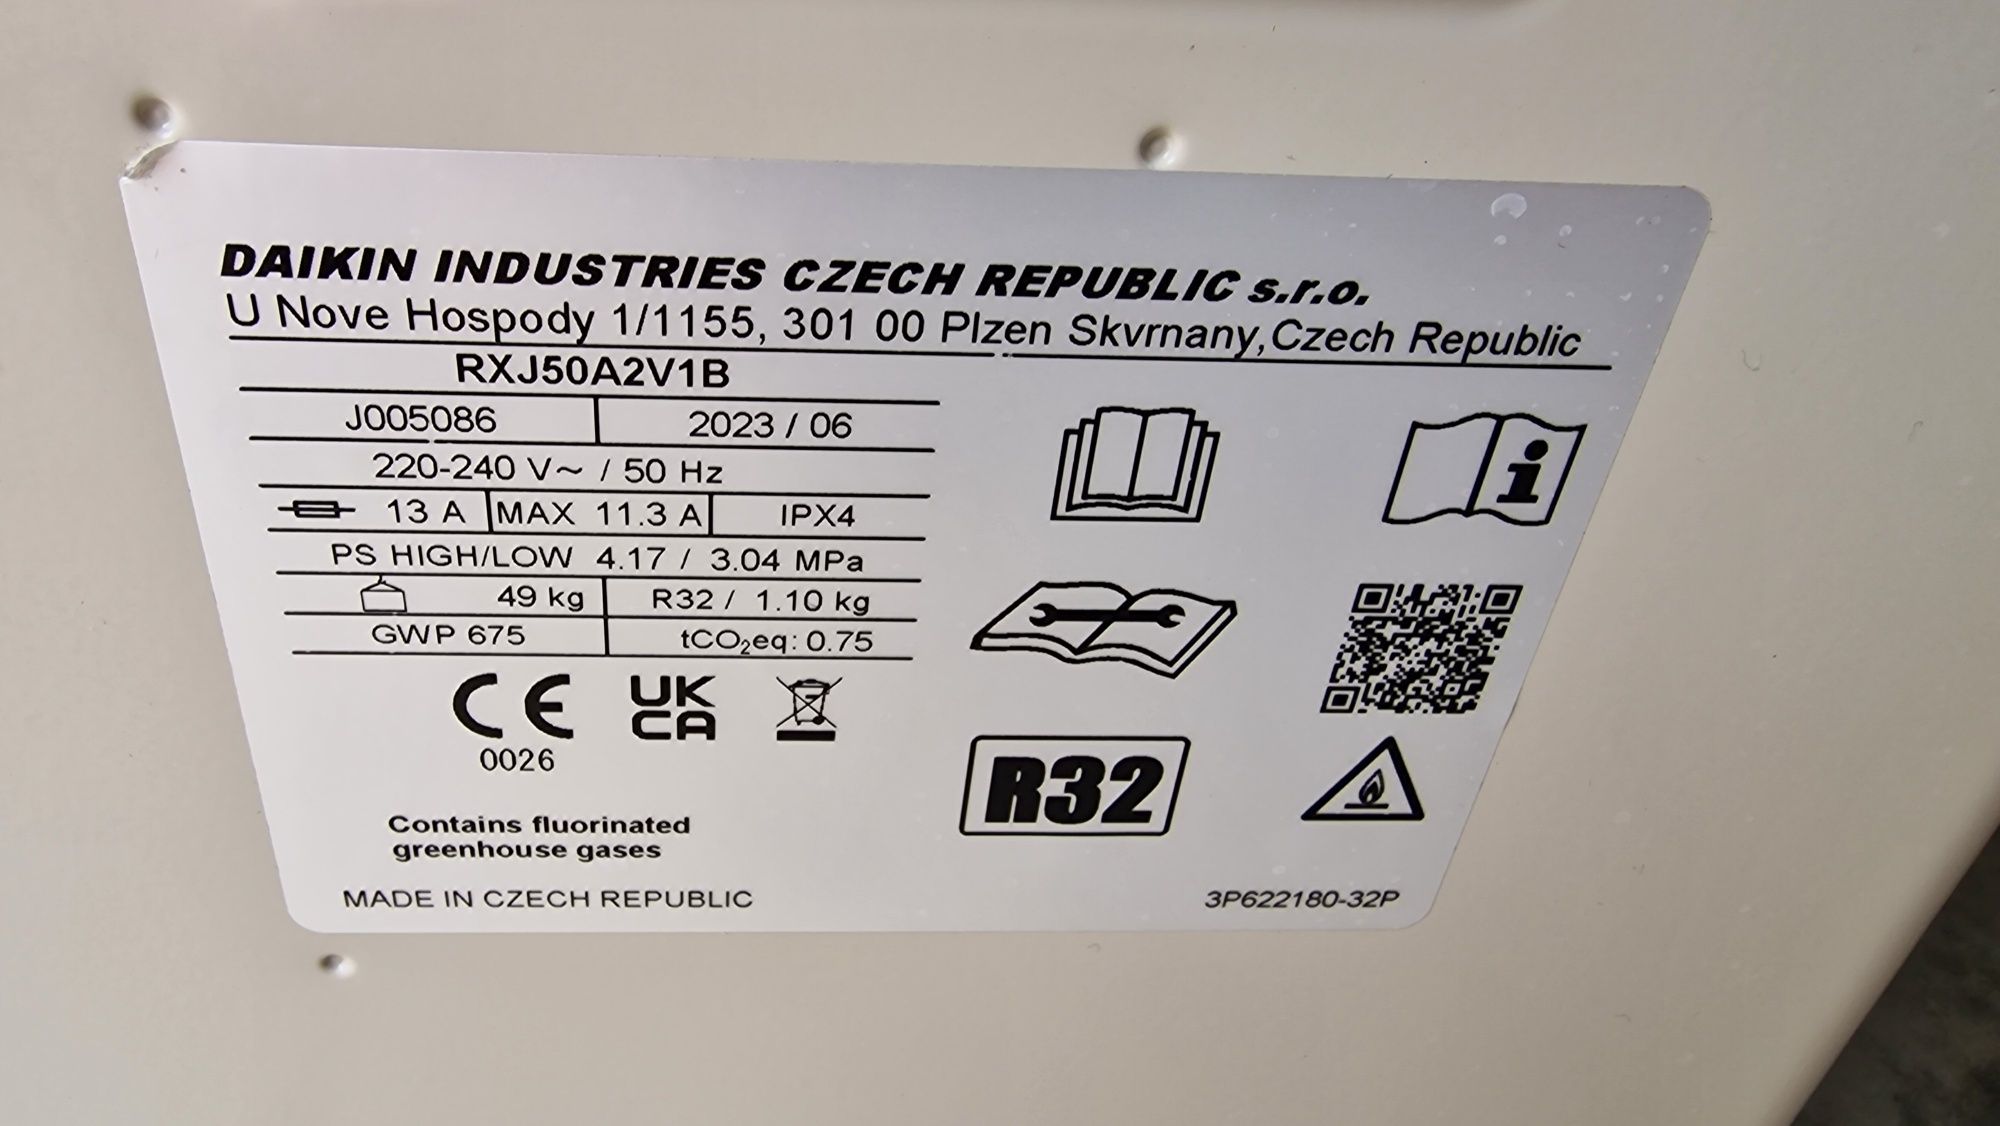 DAIKIN INDUSTRIES CZECH REPUBLIC s.r.o.
U Nove Hospody 1/1155, 301 00 Plzen Skvrnany,Czech Republic
RXJ50A2V1B
J005086 2023 / 06
220-240 V~ / 50 Hz
13 A MAX 11.3 A IPX4
PS HIGH/LOW 4.17 / 3.04 MPa
49 kg R32 / 1.10 kg
GWP 675 tCO₂eq: 0.75
CE UK
CA
0026
R32
Contains fluorinated
greenhouse gases
MADE IN CZECH REPUBLIC 3P622180-32P